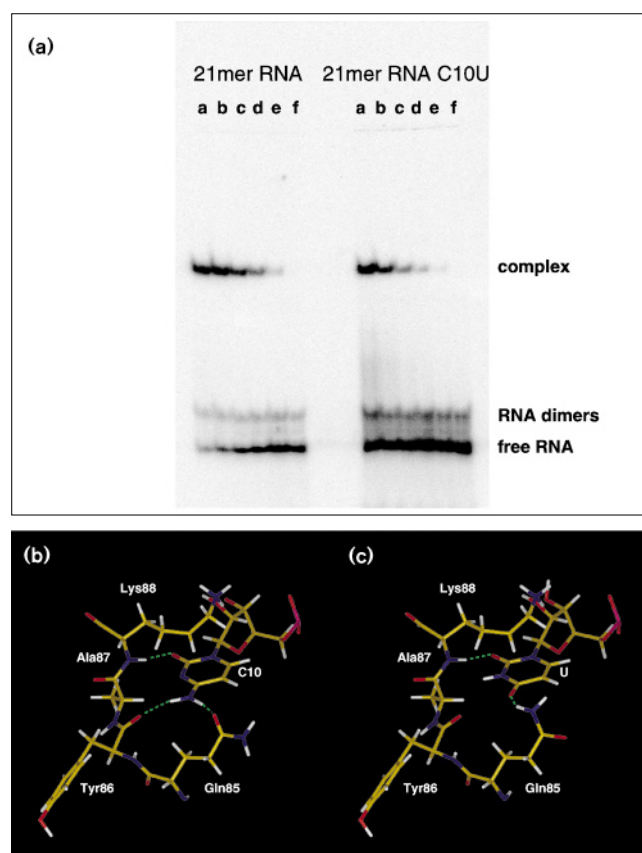 (a)
21mer RNA 21mer RNA C10U
a b c d e f a b c d e f
complex
RNA dimers
free RNA
(b) (c)
Lys88 Lys88
Ala87 C10 Ala87 U
Tyr86 Gln85 Tyr86 Gln85